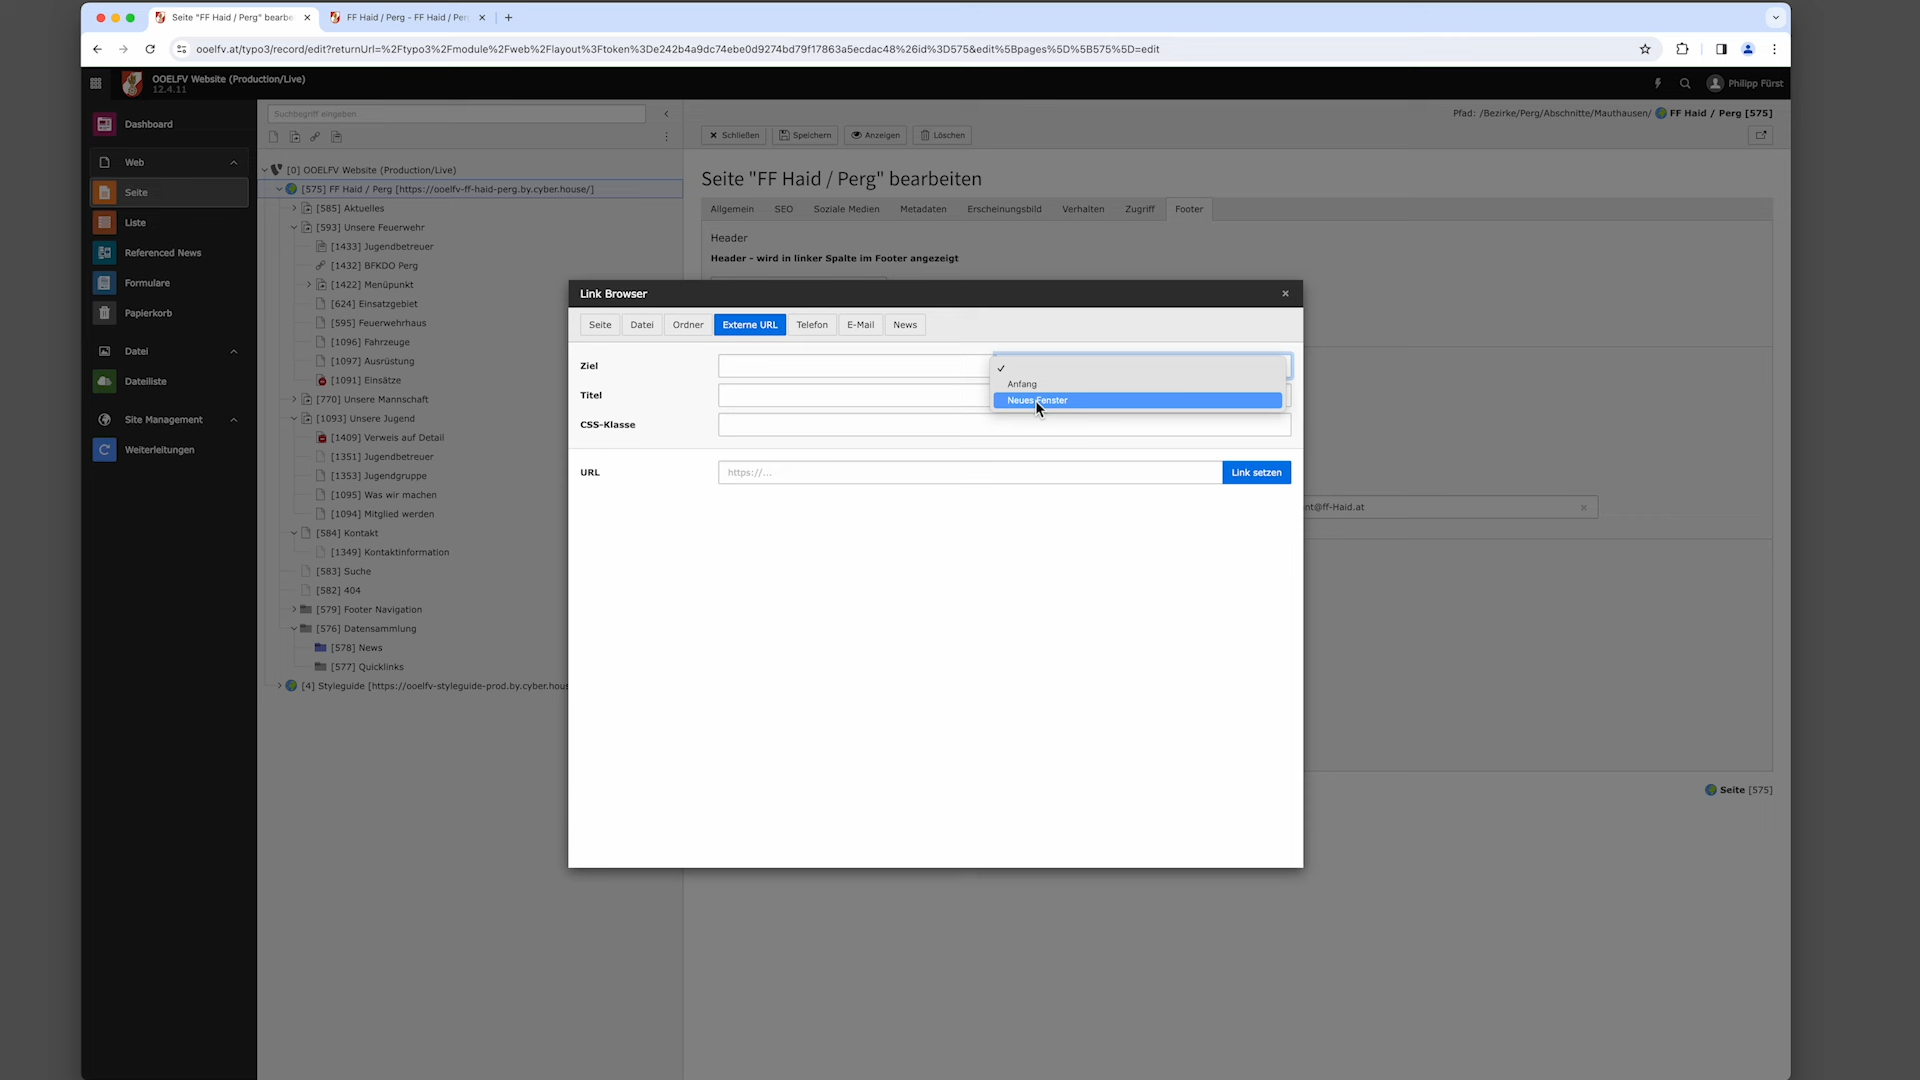 Seite "FF Haid / Perg" bearbe
FF Haid / Perg - FF Haid / Per
ooelfv.at/typo3/record/edit?returnUrl=%2Ftypo3%2Fmodule%2Fweb%2Flayout%3Ftoken%3De242b4a9dc74ebe0d9274bd79f17863a5ecdac48%26id%3D575&edit%5Bpages%5D%5B575%5D=edit
OOELFV Website (Production/Live)
12.4.11
Philipp Fürst
Dashboard
Web
Seite
Liste
Referenced News
Formulare
Papierkorb
Datei
Dateiliste
Site Management
Weiterleitungen
Suchbegriff eingeben
[0] OOELFV Website (Production/Live)
[575] FF Haid / Perg [https://ooelfv-ff-haid-perg.by.cyber.house/]
[585] Aktuelles
[593] Unsere Feuerwehr
[1433] Jugendbetreuer
[1432] BFKDO Perg
[1422] Menüpunkt
[624] Einsatzgebiet
[595] Feuerwehrhaus
[1096] Fahrzeuge
[1097] Ausrüstung
[1091] Einsätze
[770] Unsere Mannschaft
[1093] Unsere Jugend
[1409] Verweis auf Detail
[1351] Jugendbetreuer
[1353] Jugendgruppe
[1095] Was wir machen
[1094] Mitglied werden
[584] Kontakt
[1349] Kontaktinformation
[583] Suche
[582] 404
[579] Footer Navigation
[576] Datensammlung
[578] News
[577] Quicklinks
[4] Styleguide [https://ooelfv-styleguide-prod.by.cyber.hous
Pfad: /Bezirke/Perg/Abschnitte/Mauthausen/ FF Haid / Perg [575]
Schließen Speichern Anzeigen Löschen
Seite "FF Haid / Perg" bearbeiten
Allgemein SEO Soziale Medien Metadaten Erscheinungsbild Verhalten Zugriff Footer
Header
Header - wird in linker Spalte im Footer angezeigt
Link Browser
Seite Datei Ordner Externe URL Telefon E-Mail News
Ziel
Anfang
Neues Fenster
Titel
CSS-Klasse
URL https://... Link setzen
nt@ff-Haid.at
Seite [575]